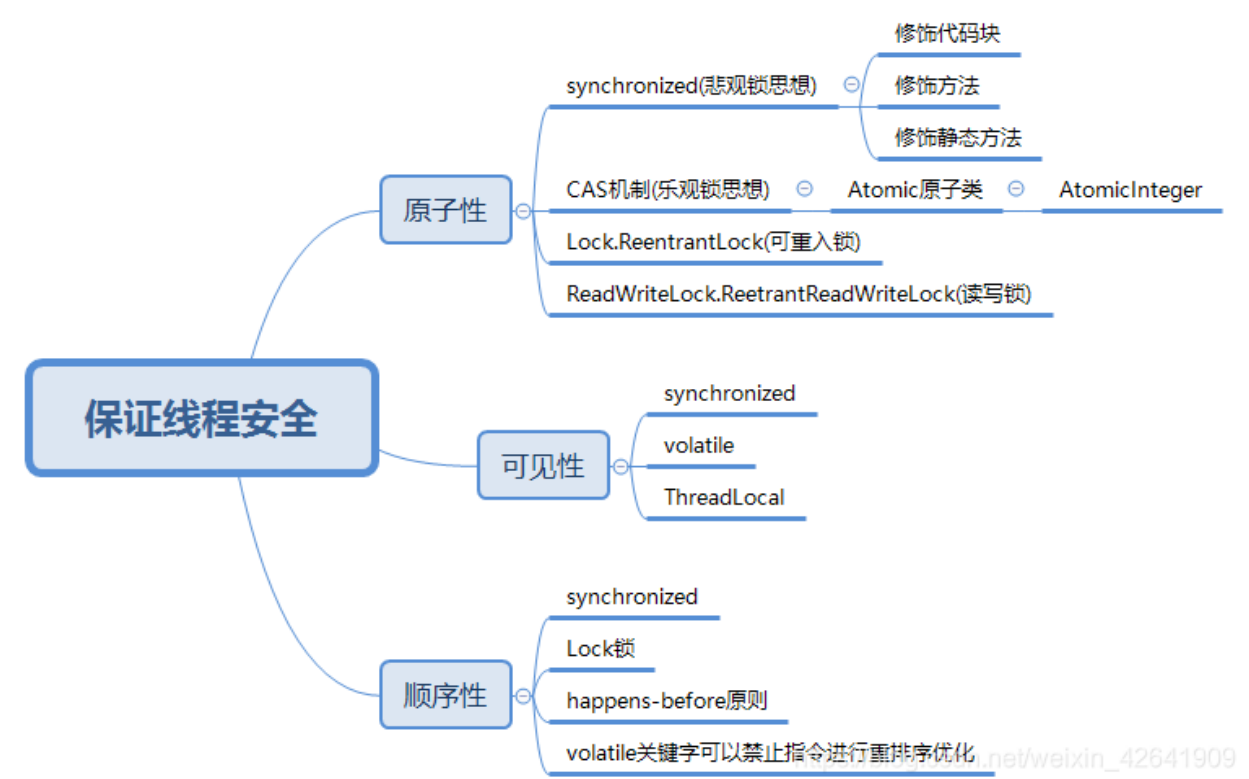 保证线程安全
原子性
synchronized(悲观锁思想)
修饰代码块
修饰方法
修饰静态方法
CAS机制(乐观锁思想)
Atomic原子类
AtomicInteger
Lock.ReentrantLock(可重入锁)
ReadWriteLock.ReetrantReadWriteLock(读写锁)
可见性
synchronized
volatile
ThreadLocal
顺序性
synchronized
Lock锁
happens-before原则
volatile关键字可以禁止指令进行重排序优化
https://blog.csdn.net/weixin_42641909